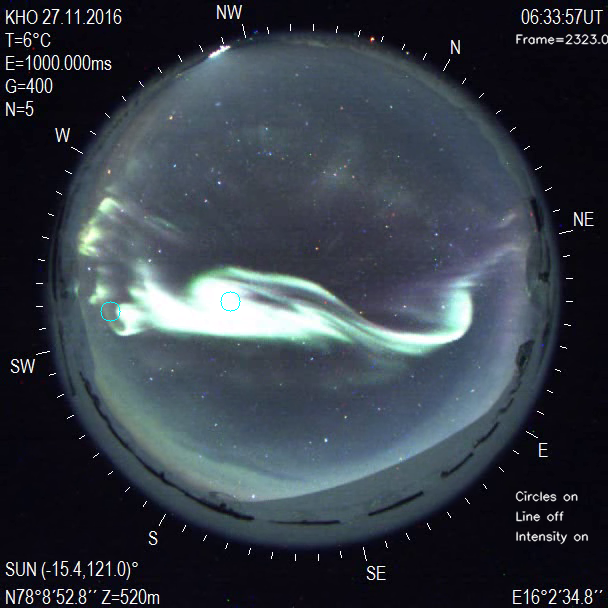 KHO 27.11.2016
T=6°C
E=1000.000ms
G=400
N=5
06:33:57UT
Frame=2323.0
NW
N
W
NE
SW
E
S
SE
Circles on
Line off
Intensity on
SUN (-15.4,121.0)°
N78°8'52.8'' Z=520m
E16°2'34.8''